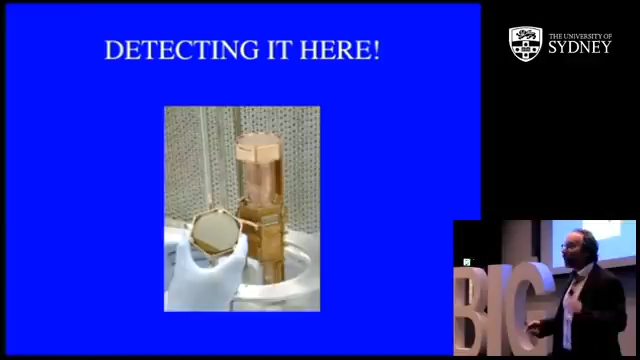 DETECTING IT HERE!
THE UNIVERSITY OF
SYDNEY
BIG